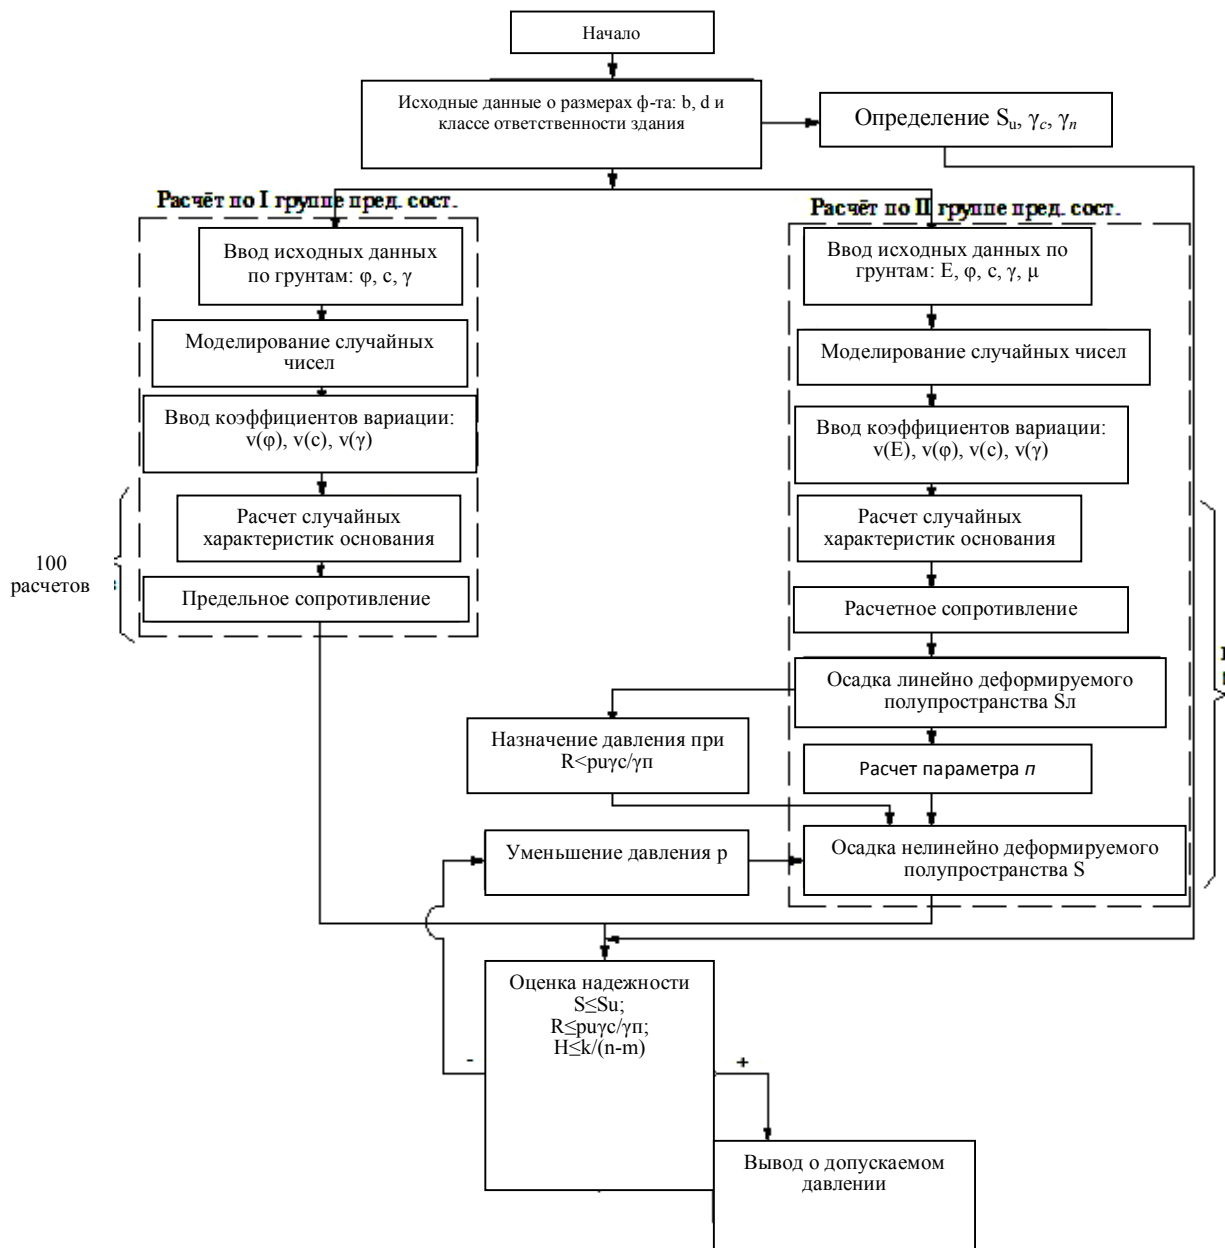 Начало
Исходные данные о размерах ф-та: b, d и
классе ответственности здания
Определение Su, γc, γn
Расчёт по I группе пред. сост.
Ввод исходных данных
по грунтам: φ, c, γ
Моделирование случайных
чисел
Ввод коэффициентов вариации:
v(φ), v(c), v(γ)
Расчет случайных
характеристик основания
Предельное сопротивление
100
расчетов
Расчёт по II группе пред. сост.
Ввод исходных данных по
грунтам: E, φ, c, γ, μ
Моделирование случайных чисел
Ввод коэффициентов вариации:
v(E), v(φ), v(c), v(γ)
Расчет случайных
характеристик основания
Расчетное сопротивление
Осадка линейно деформируемого
полупространства Sл
Назначение давления при
R<puγc/γп
Расчет параметра п
Уменьшение давления p
Осадка нелинейно деформируемого
полупространства S
Оценка надежности
S≤Su;
R≤puγc/γп;
H≤k/(n-m)
-
+
Вывод о допускаемом
давлении